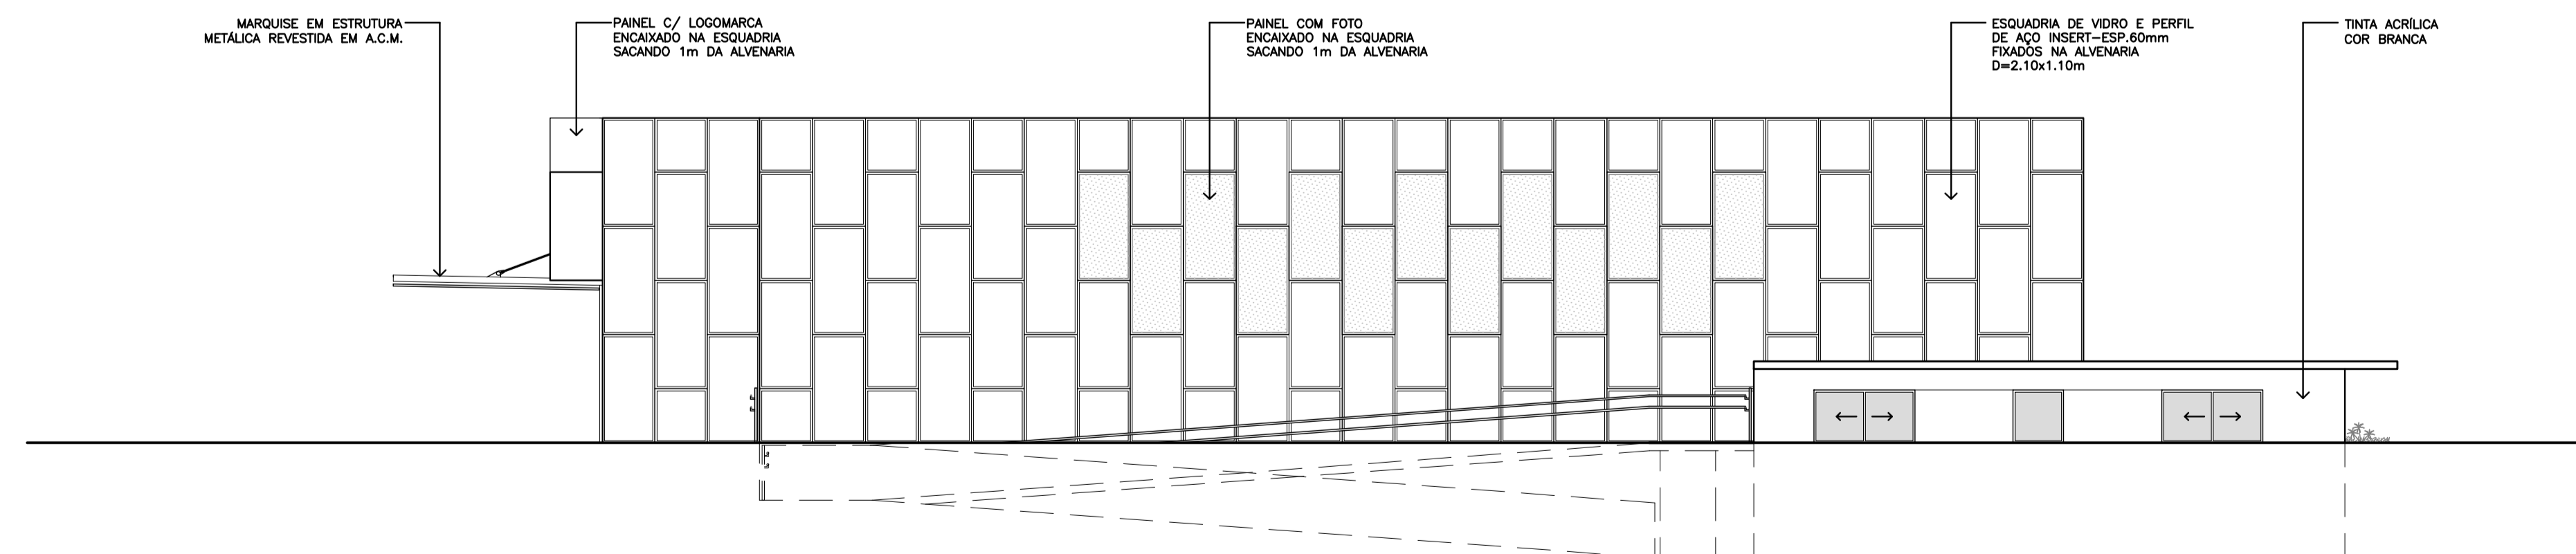 MARQUISE EM ESTRUTURA
METÁLICA REVESTIDA EM A.C.M.
PAINEL C/ LOGOMARCA
ENCAIXADO NA ESQUADRIA
SACANDO 1m DA ALVENARIA
PAINEL COM FOTO
ENCAIXADO NA ESQUADRIA
SACANDO 1m DA ALVENARIA
ESQUADRIA DE VIDRO E PERFIL
DE AÇO INSERT-ESP.60mm
FIXADOS NA ALVENARIA
D=2.10x1.10m
TINTA ACRÍLICA
COR BRANCA